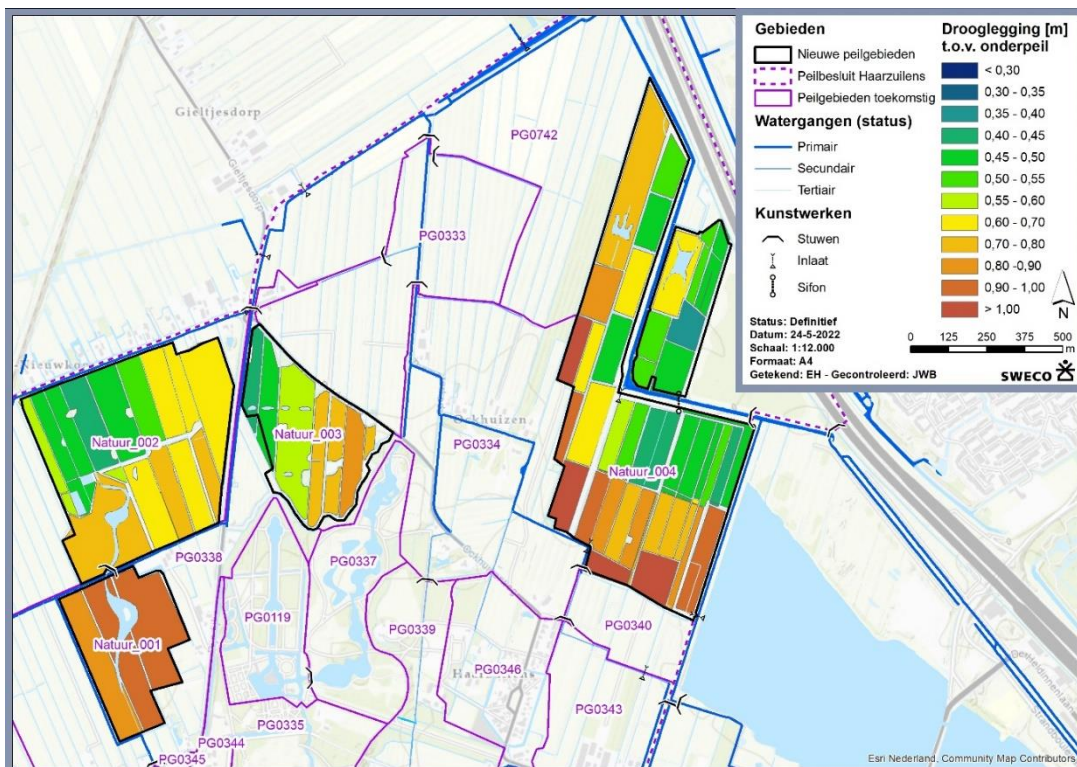 Gebieden
Nieuwe peilgebieden
Peilbesluit Haarzuilens
Peilgebieden toekomstig
Watergangen (status)
Primair
Secundair
Tertiair
Kunstwerken
Stuwen
Inlaat
Sifon
Status: Definitief
Datum: 24-5-2022
Schaal: 1:12.000
Formaat: A4
Getekend: EH - Gecontroleerd: JWB
Drooglegging [m]
t.o.v. onderpeil
< 0,30
0,30 - 0,35
0,35 - 0,40
0,40 - 0,45
0,45 - 0,50
0,50 - 0,55
0,55 - 0,60
0,60 - 0,70
0,70 - 0,80
0,80 -0,90
0,90 - 1,00
> 1,00
N
0 125 250 500
m
SWECO
Gieltjesdorp
Gieltjesdorp
PG0742
PG0333
Natuur_002
Natuur_003
Ockhuizen
PG0334
Natuur_004
PG0338
PG0337
Natuur_001
PG0119
PG0339
PG0340
PG0346
PG0335
PG0343
PG0344
PG0345
Esri Nederland, Community Map Contributors